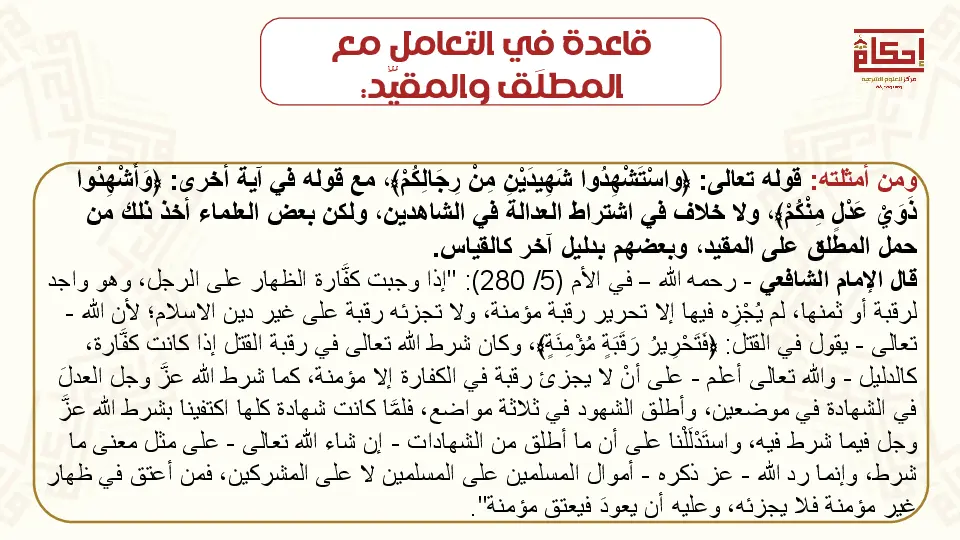 قاعدة في التعامل مع
المطلَق والمقيَّد:
إحكام
مركز للعلوم الشرعية
ومن أمثلته: قوله تعالى: ﴿واسْتَشْهِدُوا شَهِيدَيْنِ مِنْ رِجَالِكُمْ﴾، مع قوله في آية أخرى: ﴿وَأَشْهِدُوا
ذَوَيْ عَدْلٍ مِنْكُمْ﴾، ولا خلاف في اشتراط العدالة في الشاهدين، ولكن بعض العلماء أخذ ذلك من
حمل المطلق على المقيد، وبعضهم بدليل آخر كالقياس.
قال الإمام الشافعي - رحمه الله – في الأم (5/ 280): "إذا وجبت كفَّارة الظهار على الرجل، وهو واجد
لرقبة أو ثمنها، لم يُجْزِه فيها إلا تحرير رقبة مؤمنة، ولا تجزئه رقبة على غير دين الاسلام؛ لأن الله -
تعالى - يقول في القتل: ﴿فَتَحْرِيرُ رَقَبَةٍ مُؤْمِنَةٍ﴾، وكان شرط الله تعالى في رقبة القتل إذا كانت كفَّارة،
كالدليل - والله تعالى أعلم - على أنْ لا يجزئ رقبة في الكفارة إلا مؤمنة، كما شرط الله عزَّ وجل العدلَ
في الشهادة في موضعين، وأطلق الشهود في ثلاثة مواضع، فلمَّا كانت شهادة كلها اكتفينا بشرط الله عزَّ
وجل فيما شرط فيه، واستَدْلَلْنا على أن ما أطلق من الشهادات - إن شاء الله تعالى - على مثل معنى ما
شرط، وإنما رد الله - عز ذكره - أموال المسلمين على المسلمين لا على المشركين، فمن أعتق في ظهار
غير مؤمنة فلا يجزئه، وعليه أن يعودَ فيعتق مؤمنة".